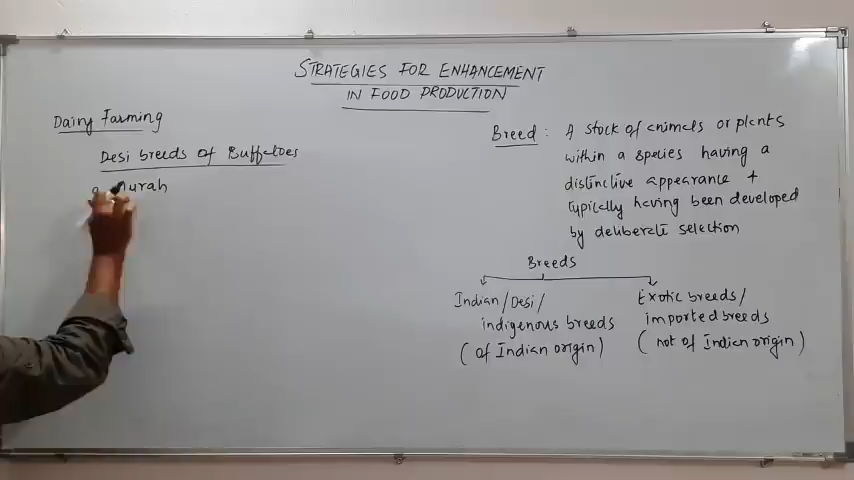 STRATEGIES FOR ENHANCEMENT
IN FOOD PRODUCTION
Dairy Farming
Desi breeds of Buffeloes
Breed : A stock of animals or plants
within a species having a
distinctive appearance +
typically having been developed
by deliberate selection
Breeds
Indian/Desi/
indigenous breeds
(of Indian origin)
Exotic breeds/
imported breeds
(not of Indian origin)